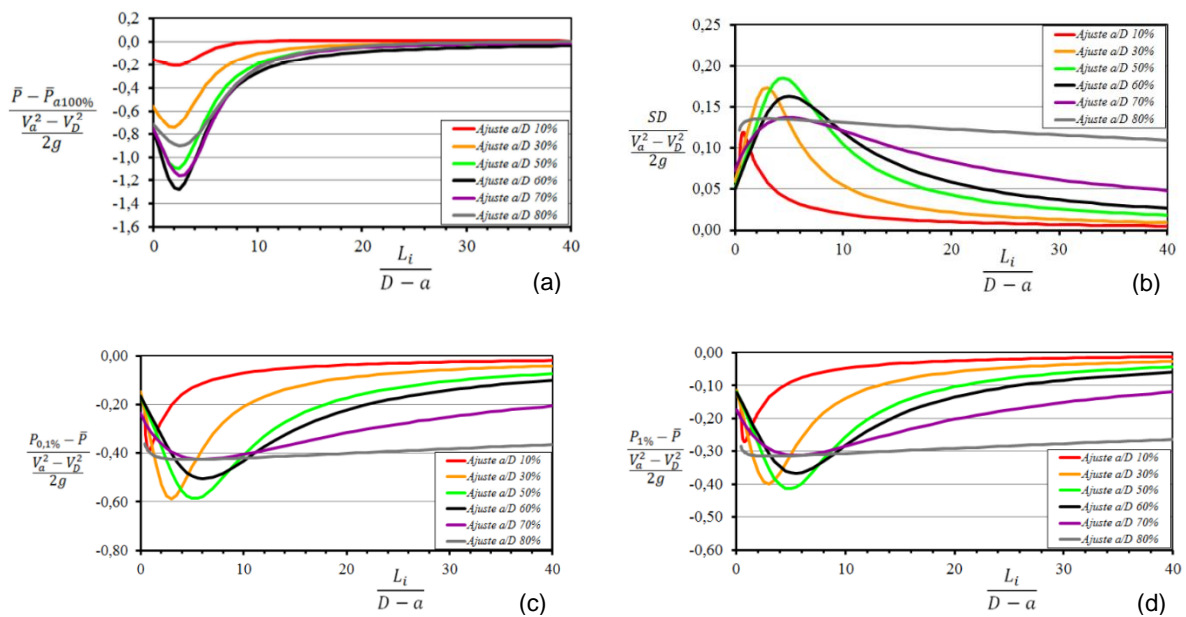 0,2
0,0
-0,2
-0,4
-0,6
-0,8
-1,0
-1,2
-1,4
-1,6
P̄ − P̄a100%
Va² − VD²
2g
0 10 20 30 40
Li
D − a
Ajuste a/D 10%
Ajuste a/D 30%
Ajuste a/D 50%
Ajuste a/D 60%
Ajuste a/D 70%
Ajuste a/D 80%
(a)
0,25
0,20
0,15
0,10
0,05
0,00
SD
Va² − VD²
2g
0 10 20 30 40
Li
D − a
Ajuste a/D 10%
Ajuste a/D 30%
Ajuste a/D 50%
Ajuste a/D 60%
Ajuste a/D 70%
Ajuste a/D 80%
(b)
0,00
-0,20
-0,40
-0,60
-0,80
P0,1% − P̄
Va² − VD²
2g
0 10 20 30 40
Li
D − a
Ajuste a/D 10%
Ajuste a/D 30%
Ajuste a/D 50%
Ajuste a/D 60%
Ajuste a/D 70%
Ajuste a/D 80%
(c)
0,00
-0,10
-0,20
-0,30
-0,40
-0,50
-0,60
P1% − P̄
Va² − VD²
2g
0 10 20 30 40
Li
D − a
Ajuste a/D 10%
Ajuste a/D 30%
Ajuste a/D 50%
Ajuste a/D 60%
Ajuste a/D 70%
Ajuste a/D 80%
(d)